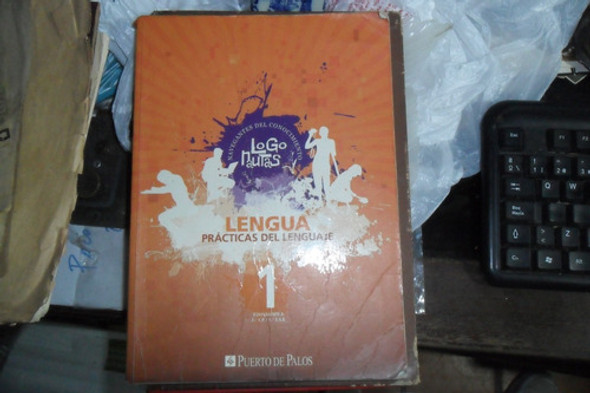 NAVEGANTES DEL CONOCIMIENTO
LOGO
nautas
LENGUA
PRÁCTICAS DEL LENGUAJE
1
PUERTO DE PALOS
Q
W